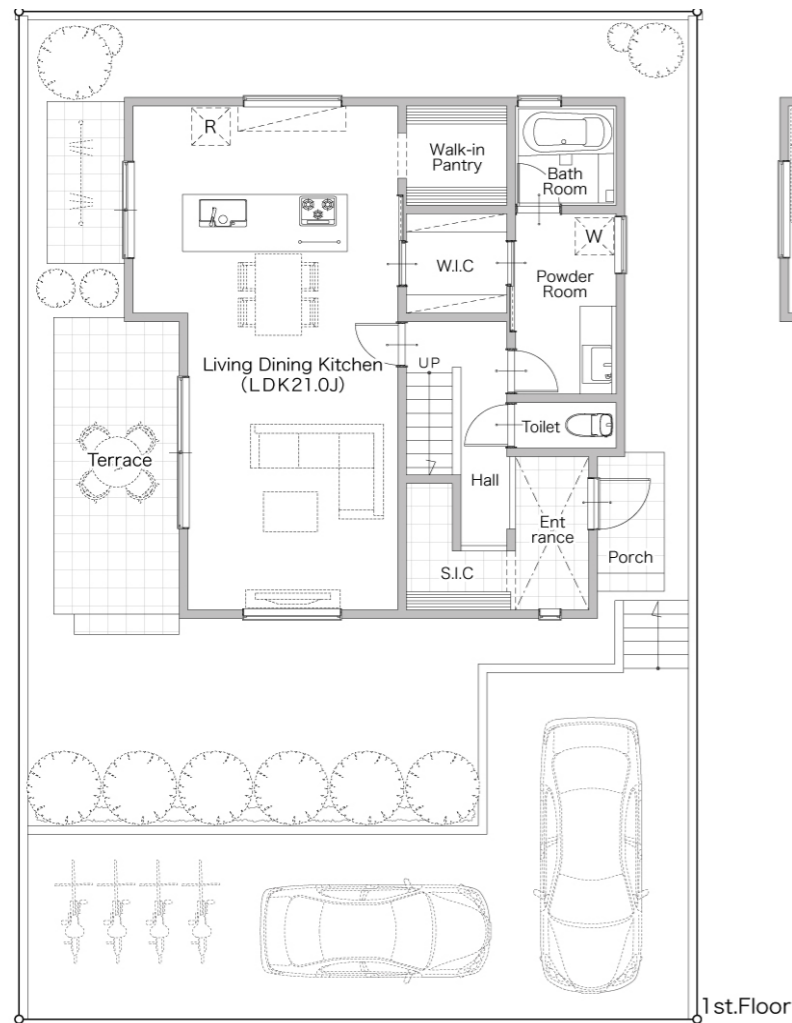 R
Walk-in
Pantry
Bath
Room
W
W.I.C
Powder
Room
UP
Living Dining Kitchen
(LDK21.0J)
Toilet
Terrace
Hall
Ent
rance
Porch
S.I.C
1st.Floor